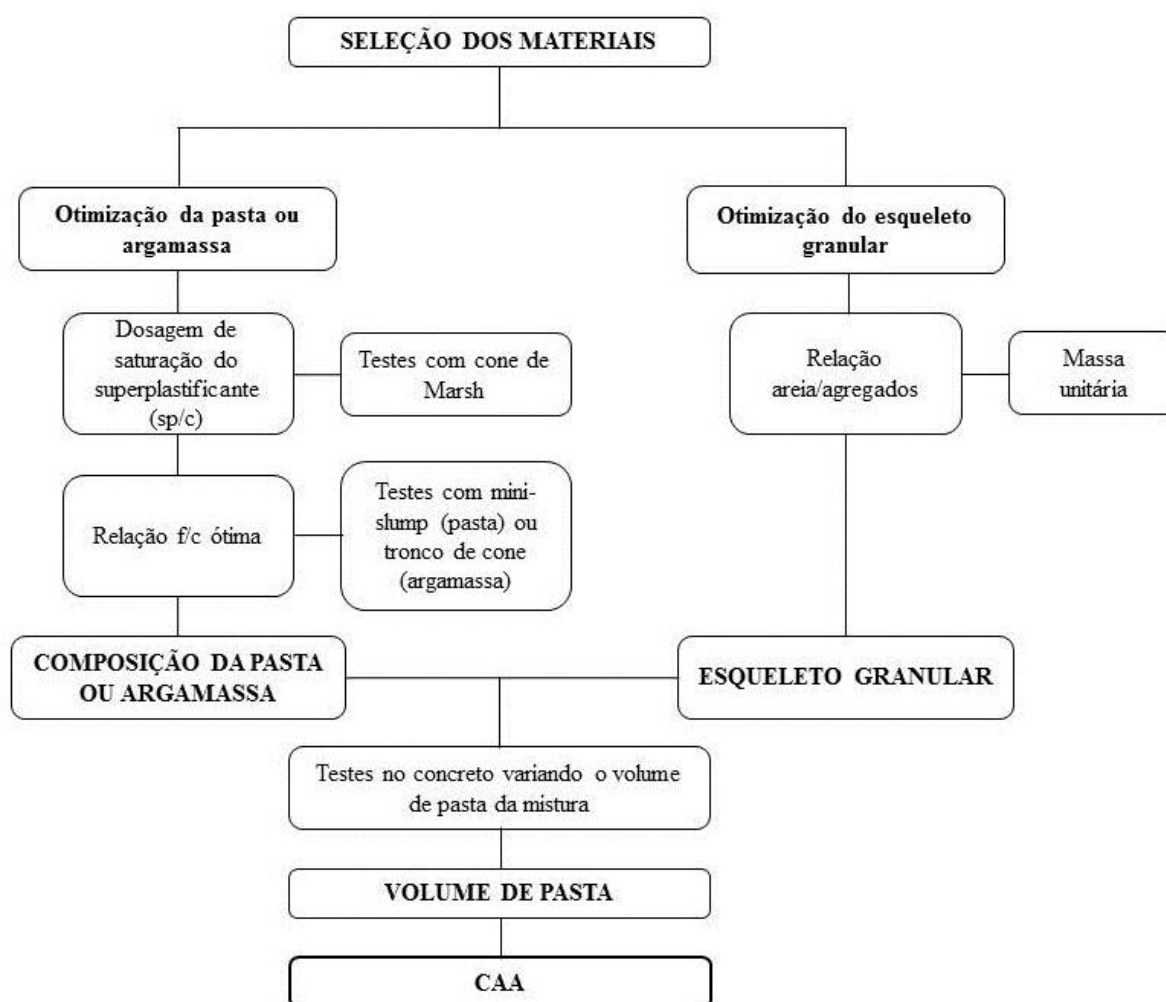 SELEÇÃO DOS MATERIAIS
Otimização da pasta ou
argamassa
Otimização do esqueleto
granular
Dosagem de
saturação do
superplastificante
(sp/c)
Testes com cone de
Marsh
Relação
areia/agregados
Massa
unitária
Relação f/c ótima
Testes com mini-
slump (pasta) ou
tronco de cone
(argamassa)
COMPOSIÇÃO DA PASTA
OU ARGAMASSA
ESQUELETO GRANULAR
Testes no concreto variando o volume
de pasta da mistura
VOLUME DE PASTA
CAA